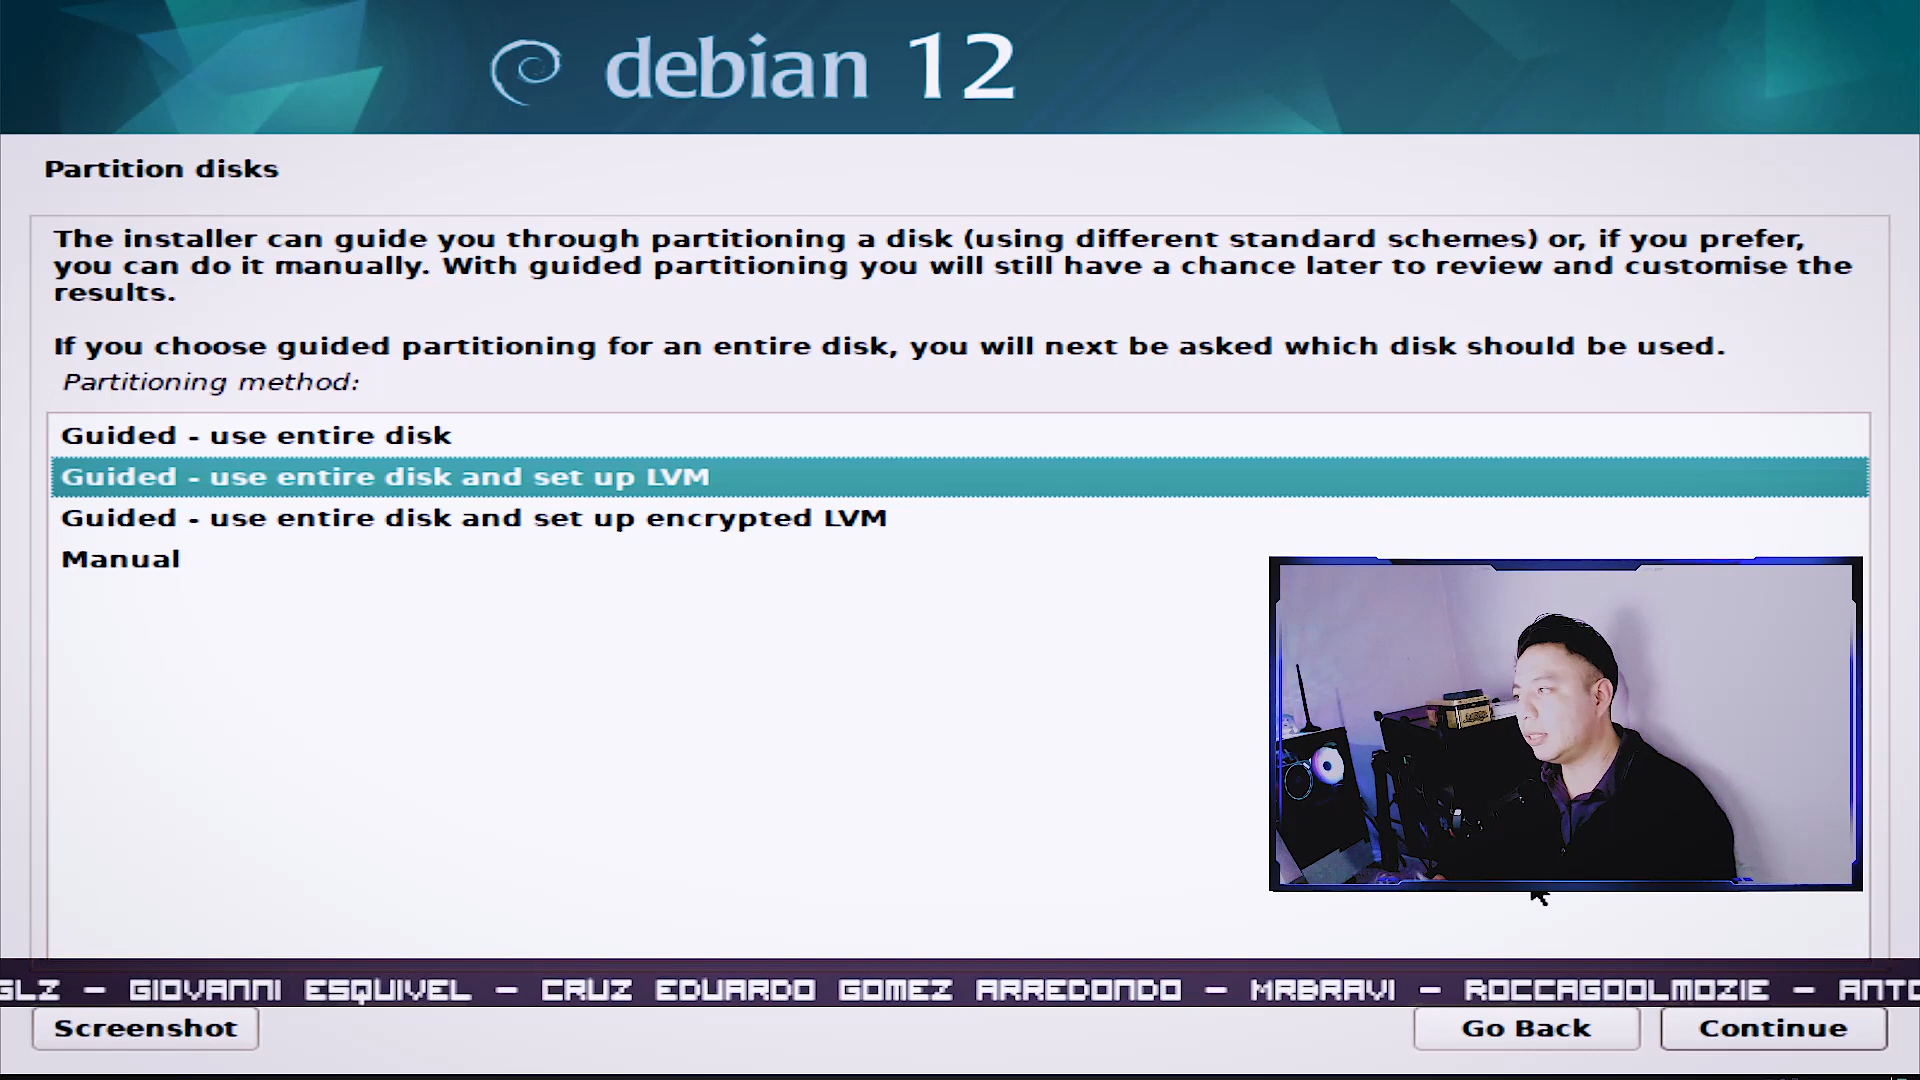 debian 12
Partition disks
The installer can guide you through partitioning a disk (using different standard schemes) or, if you prefer,
you can do it manually. With guided partitioning you will still have a chance later to review and customise the
results.
If you choose guided partitioning for an entire disk, you will next be asked which disk should be used.
Partitioning method:
Guided - use entire disk
Guided - use entire disk and set up LVM
Guided - use entire disk and set up encrypted LVM
Manual
GLZ - GIOVANNI ESQUIVEL - CRUZ EDUARDO GOMEZ ARREDONDO - MRBRAVI - ROCCAGOOLMOZIE - ANTO
Screenshot
Go Back
Continue